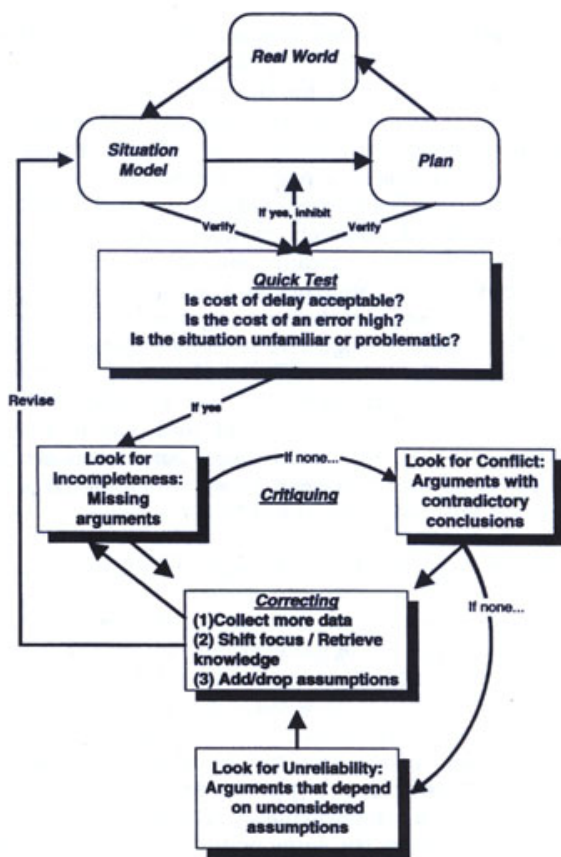 Real World
Situation
Model
Plan
Verify
If yes, inhibit
Verify
Quick Test
Is cost of delay acceptable?
Is the cost of an error high?
Is the situation unfamiliar or problematic?
Revise
If yes
Look for
Incompleteness:
Missing
arguments
If none...
Critiquing
Look for Conflict:
Arguments with
contradictory
conclusions
If none...
Correcting
(1)Collect more data
(2) Shift focus / Retrieve
knowledge
(3) Add/drop assumptions
Look for Unreliability:
Arguments that depend
on unconsidered
assumptions